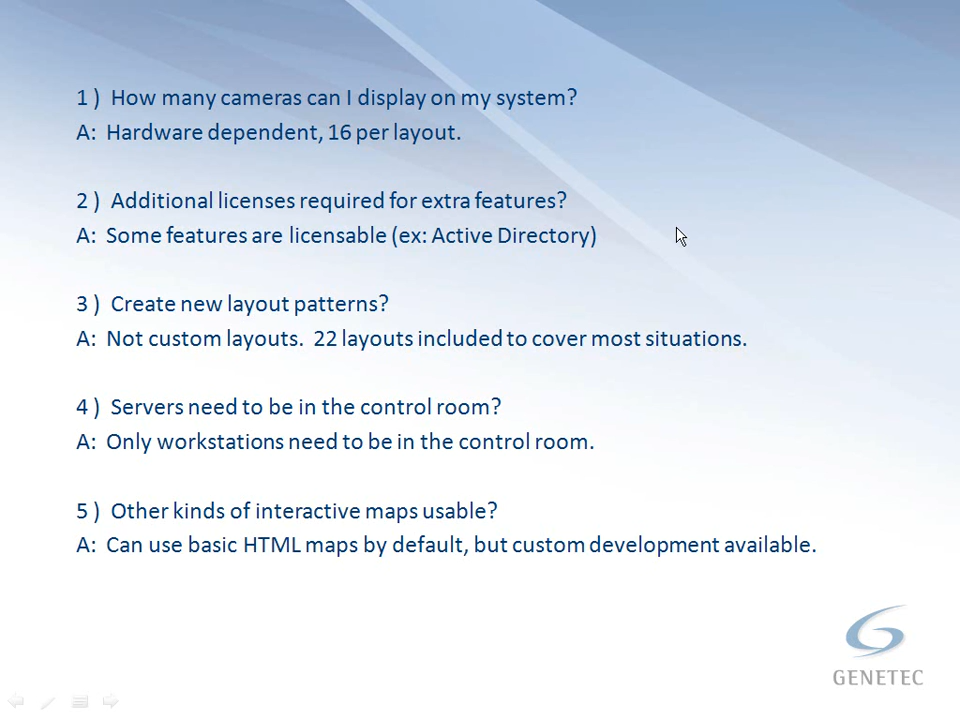 1 ) How many cameras can I display on my system?
A: Hardware dependent, 16 per layout.
2 ) Additional licenses required for extra features?
A: Some features are licensable (ex: Active Directory)
3 ) Create new layout patterns?
A: Not custom layouts. 22 layouts included to cover most situations.
4 ) Servers need to be in the control room?
A: Only workstations need to be in the control room.
5 ) Other kinds of interactive maps usable?
A: Can use basic HTML maps by default, but custom development available.
GENETEC